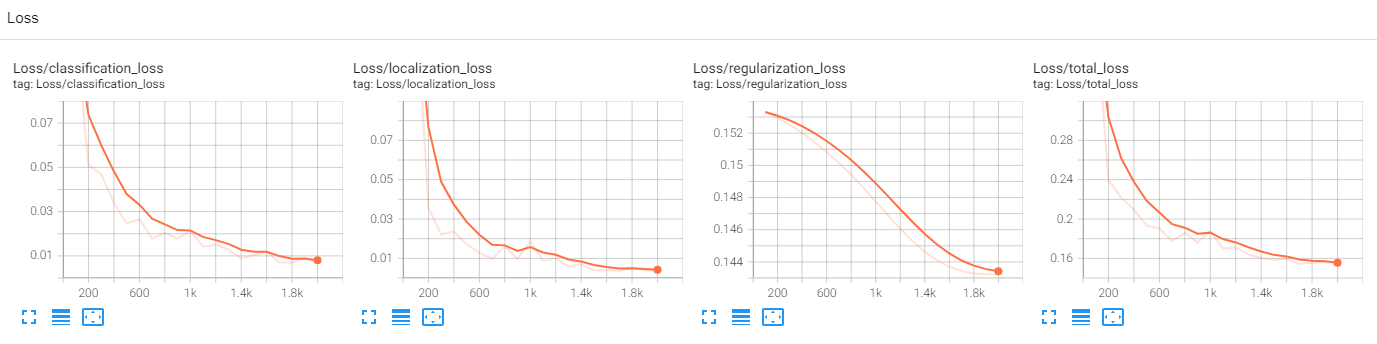 Loss
Loss/classification_loss
tag: Loss/classification_loss
0.07
0.05
0.03
0.01
200 600 1k 1.4k 1.8k
Loss/localization_loss
tag: Loss/localization_loss
0.07
0.05
0.03
0.01
200 600 1k 1.4k 1.8k
Loss/regularization_loss
tag: Loss/regularization_loss
0.152
0.15
0.148
0.146
0.144
200 600 1k 1.4k 1.8k
Loss/total_loss
tag: Loss/total_loss
0.28
0.24
0.2
0.16
200 600 1k 1.4k 1.8k